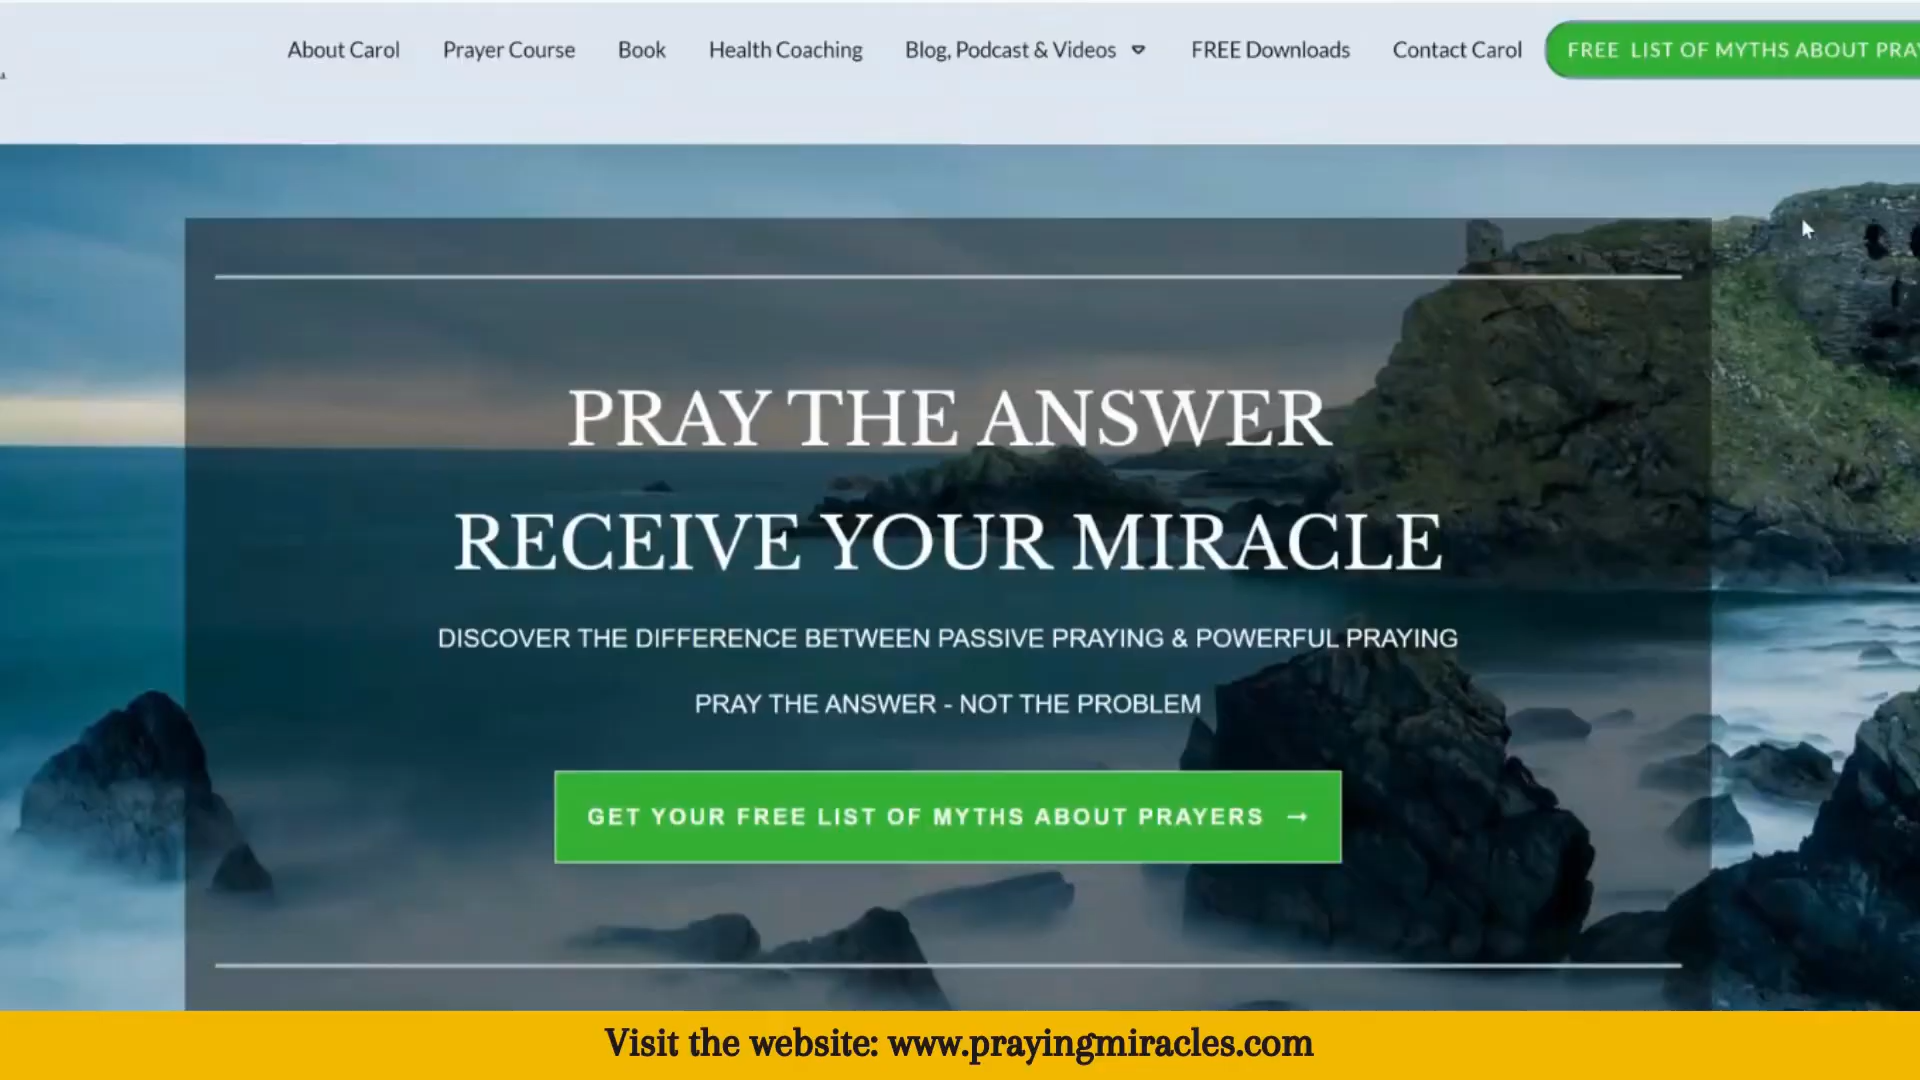 About Carol
Prayer Course
Book
Health Coaching
Blog, Podcast & Videos
FREE Downloads
Contact Carol
FREE LIST OF MYTHS ABOUT
PRAY THE ANSWER
RECEIVE YOUR MIRACLE
DISCOVER THE DIFFERENCE BETWEEN PASSIVE PRAYING & POWERFUL PRAYING
PRAY THE ANSWER - NOT THE PROBLEM
GET YOUR FREE LIST OF MYTHS ABOUT PRAYERS →
Visit the website: www.prayingmiracles.com